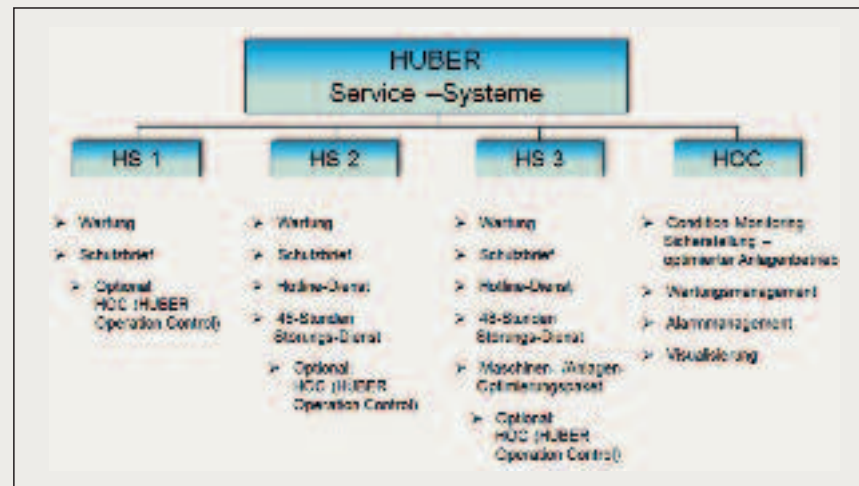 HUBER
Service –Systeme
HS 1
Wartung
Schutzbrief
Optional:
HOC (HUBER
Operation Control)
HS 2
Wartung
Schutzbrief
Hotline-Dienst
48-Stunden
Störungs-Dienst
Optional:
HOC (HUBER
Operation Control)
HS 3
Wartung
Schutzbrief
Hotline-Dienst
48-Stunden
Störungs-Dienst
Maschinen- /Anlagen-
Optimierungspaket
Optional:
HOC (HUBER
Operation Control)
HOC
Condition Monitoring
Sicherstellung –
optimierter Anlagenbetrieb
Wartungsmanagement
Alarmmanagement
Visualisierung